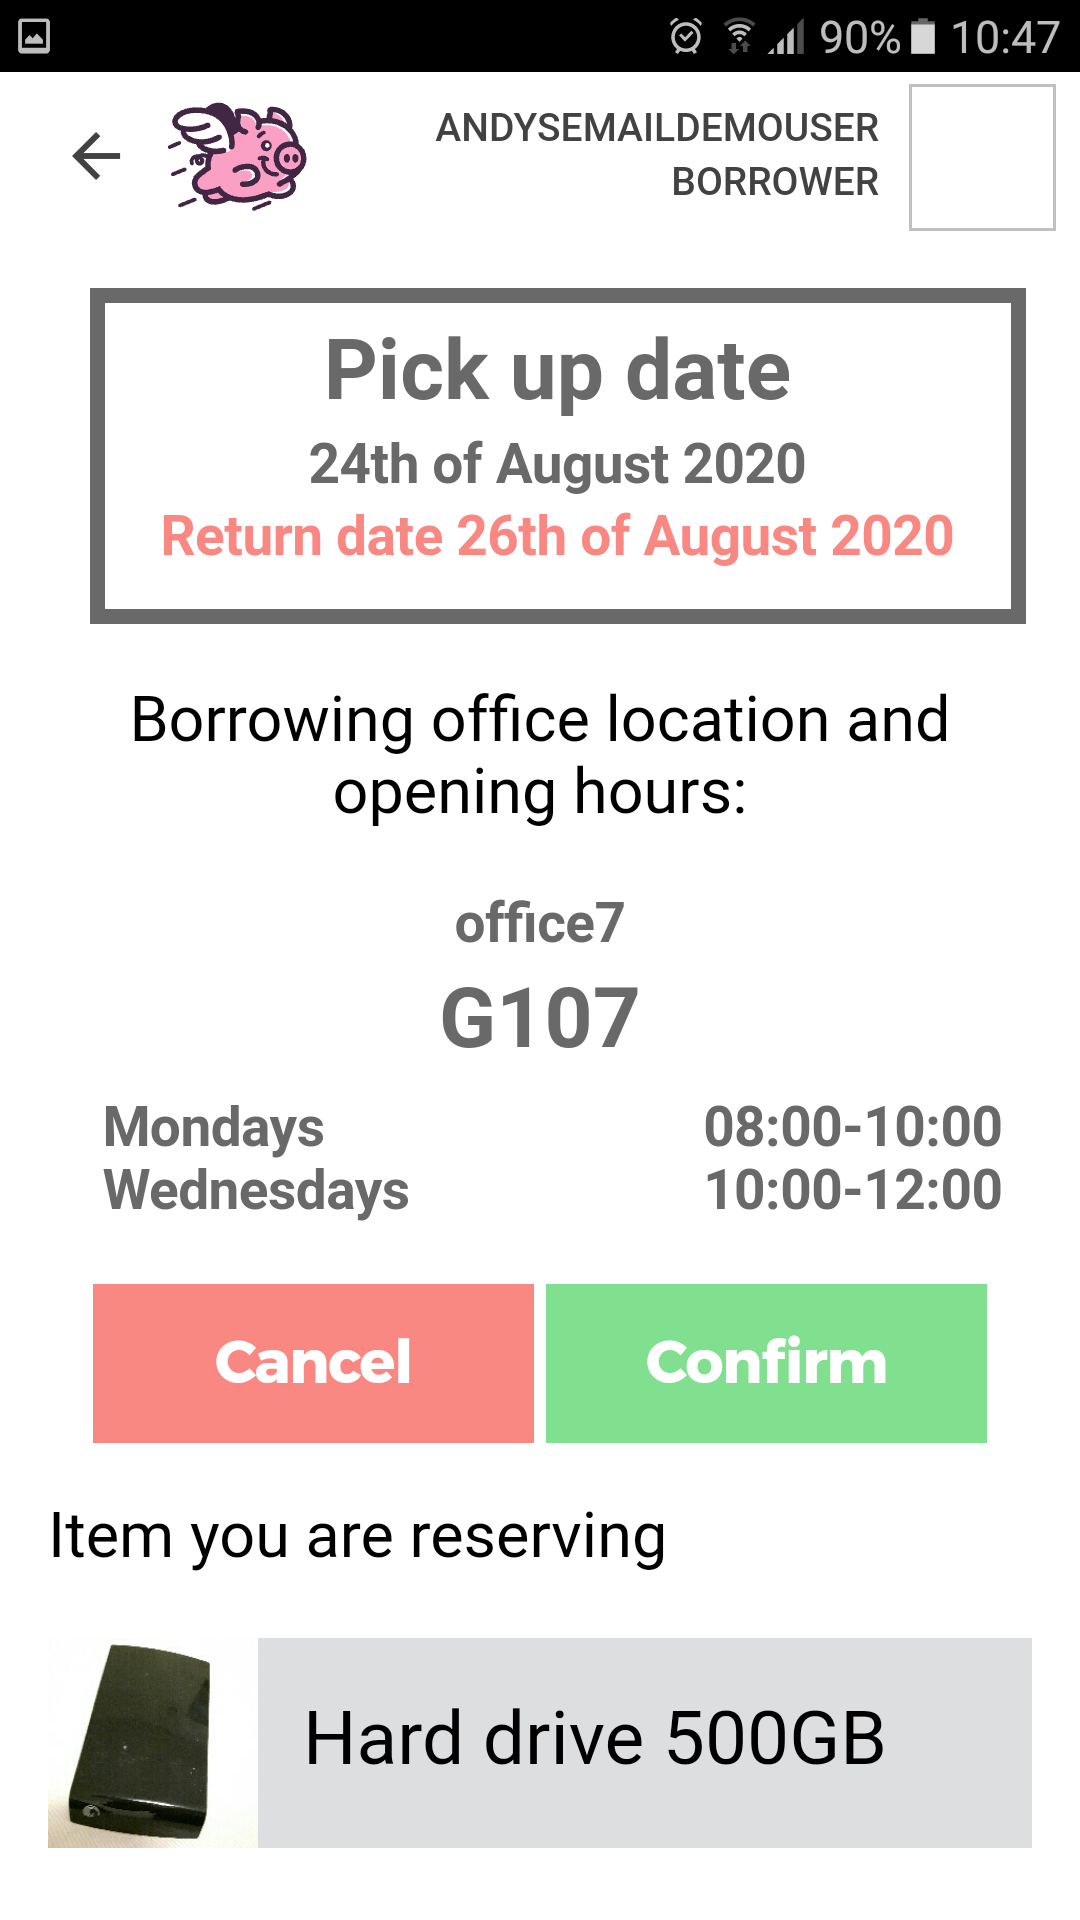 90% 10:47
ANDYSEMAILDEMOUSER
BORROWER
Pick up date
24th of August 2020
Return date 26th of August 2020
Borrowing office location and
opening hours:
office7
G107
Mondays 08:00-10:00
Wednesdays 10:00-12:00
Cancel Confirm
Item you are reserving
Hard drive 500GB